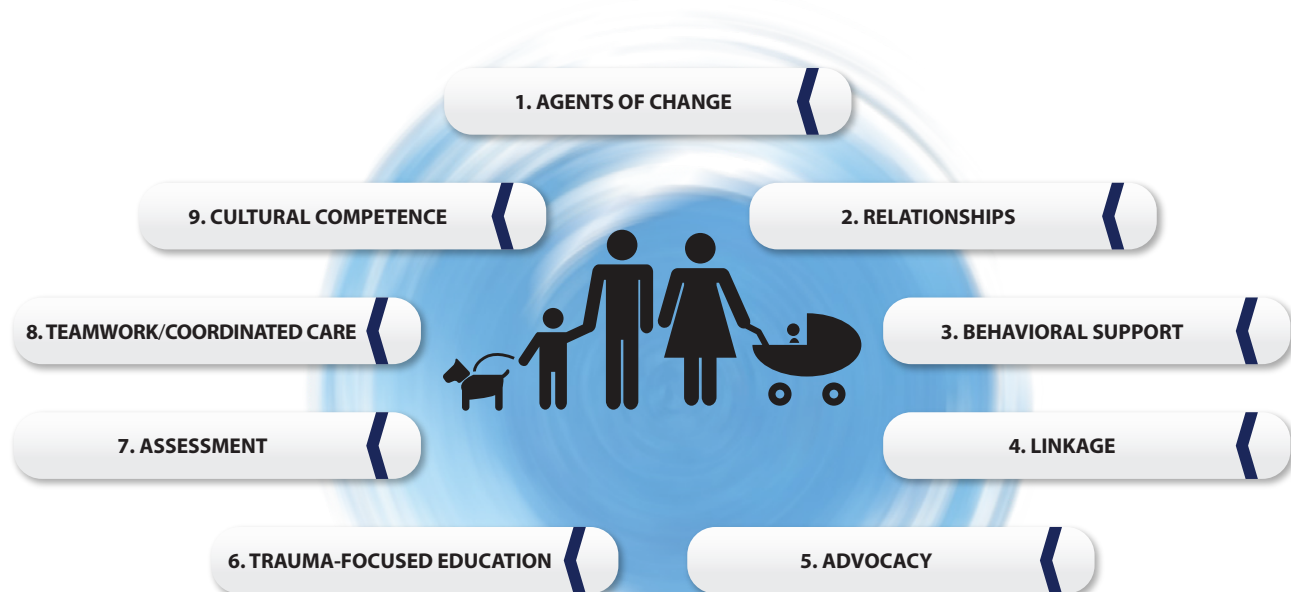 1. AGENTS OF CHANGE
2. RELATIONSHIPS
3. BEHAVIORAL SUPPORT
4. LINKAGE
5. ADVOCACY
6. TRAUMA-FOCUSED EDUCATION
7. ASSESSMENT
8. TEAMWORK/COORDINATED CARE
9. CULTURAL COMPETENCE